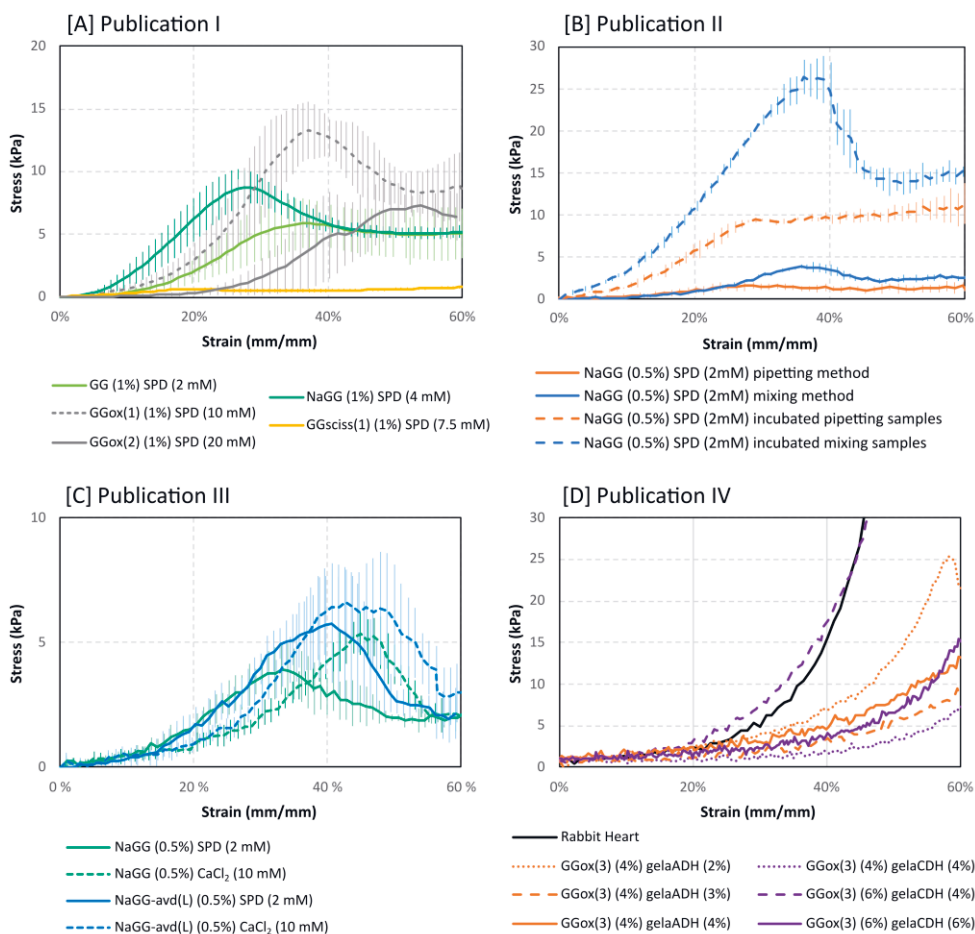 [A] Publication I
20
15
10
5
0
0%
20%
40%
60%
Stress (kPa)
Strain (mm/mm)
GG (1%) SPD (2 mM)
GGox(1) (1%) SPD (10 mM)
GGox(2) (1%) SPD (20 mM)
NaGG (1%) SPD (4 mM)
GGsciss(1) (1%) SPD (7.5 mM)
[B] Publication II
30
25
20
15
10
5
0
0%
20%
40%
60%
Stress (kPa)
Strain (mm/mm)
NaGG (0.5%) SPD (2mM) pipetting method
NaGG (0.5%) SPD (2mM) mixing method
NaGG (0.5%) SPD (2mM) incubated pipetting samples
NaGG (0.5%) SPD (2mM) incubated mixing samples
[C] Publication III
10
5
0
0 %
20 %
40 %
60 %
Stress (kPa)
Strain (mm/mm)
NaGG (0.5%) SPD (2 mM)
NaGG (0.5%) CaCl₂ (10 mM)
NaGG-avd(L) (0.5%) SPD (2 mM)
NaGG-avd(L) (0.5%) CaCl₂ (10 mM)
[D] Publication IV
30
25
20
15
10
5
0
0%
20%
40%
60%
Stress (kPa)
Strain (mm/mm)
Rabbit Heart
GGox(3) (4%) gelaADH (2%)
GGox(3) (4%) gelaADH (3%)
GGox(3) (4%) gelaADH (4%)
GGox(3) (4%) gelaCDH (4%)
GGox(3) (6%) gelaCDH (4%)
GGox(3) (6%) gelaCDH (6%)